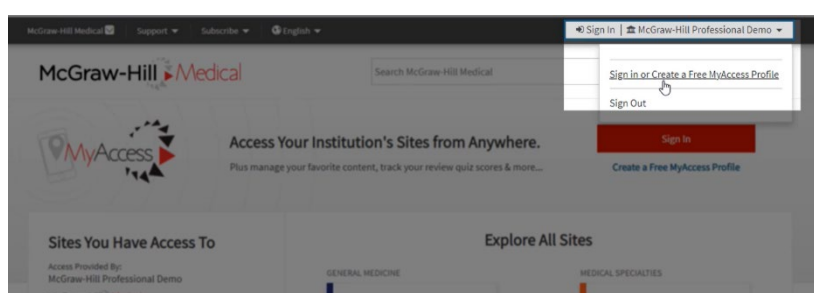 McGraw-Hill Medical Support Subscribe English Sign In | McGraw-Hill Professional Demo
McGraw-Hill Medical
Search McGraw-Hill Medical
Sign in or Create a Free MyAccess Profile
Sign Out
MyAccess
Access Your Institution's Sites from Anywhere.
Plus manage your favorite content, track your review quiz scores & more...
Sign In
Create a Free MyAccess Profile
Sites You Have Access To
Access Provided By:
McGraw-Hill Professional Demo
Explore All Sites
GENERAL MEDICINE
MEDICAL SPECIALTIES